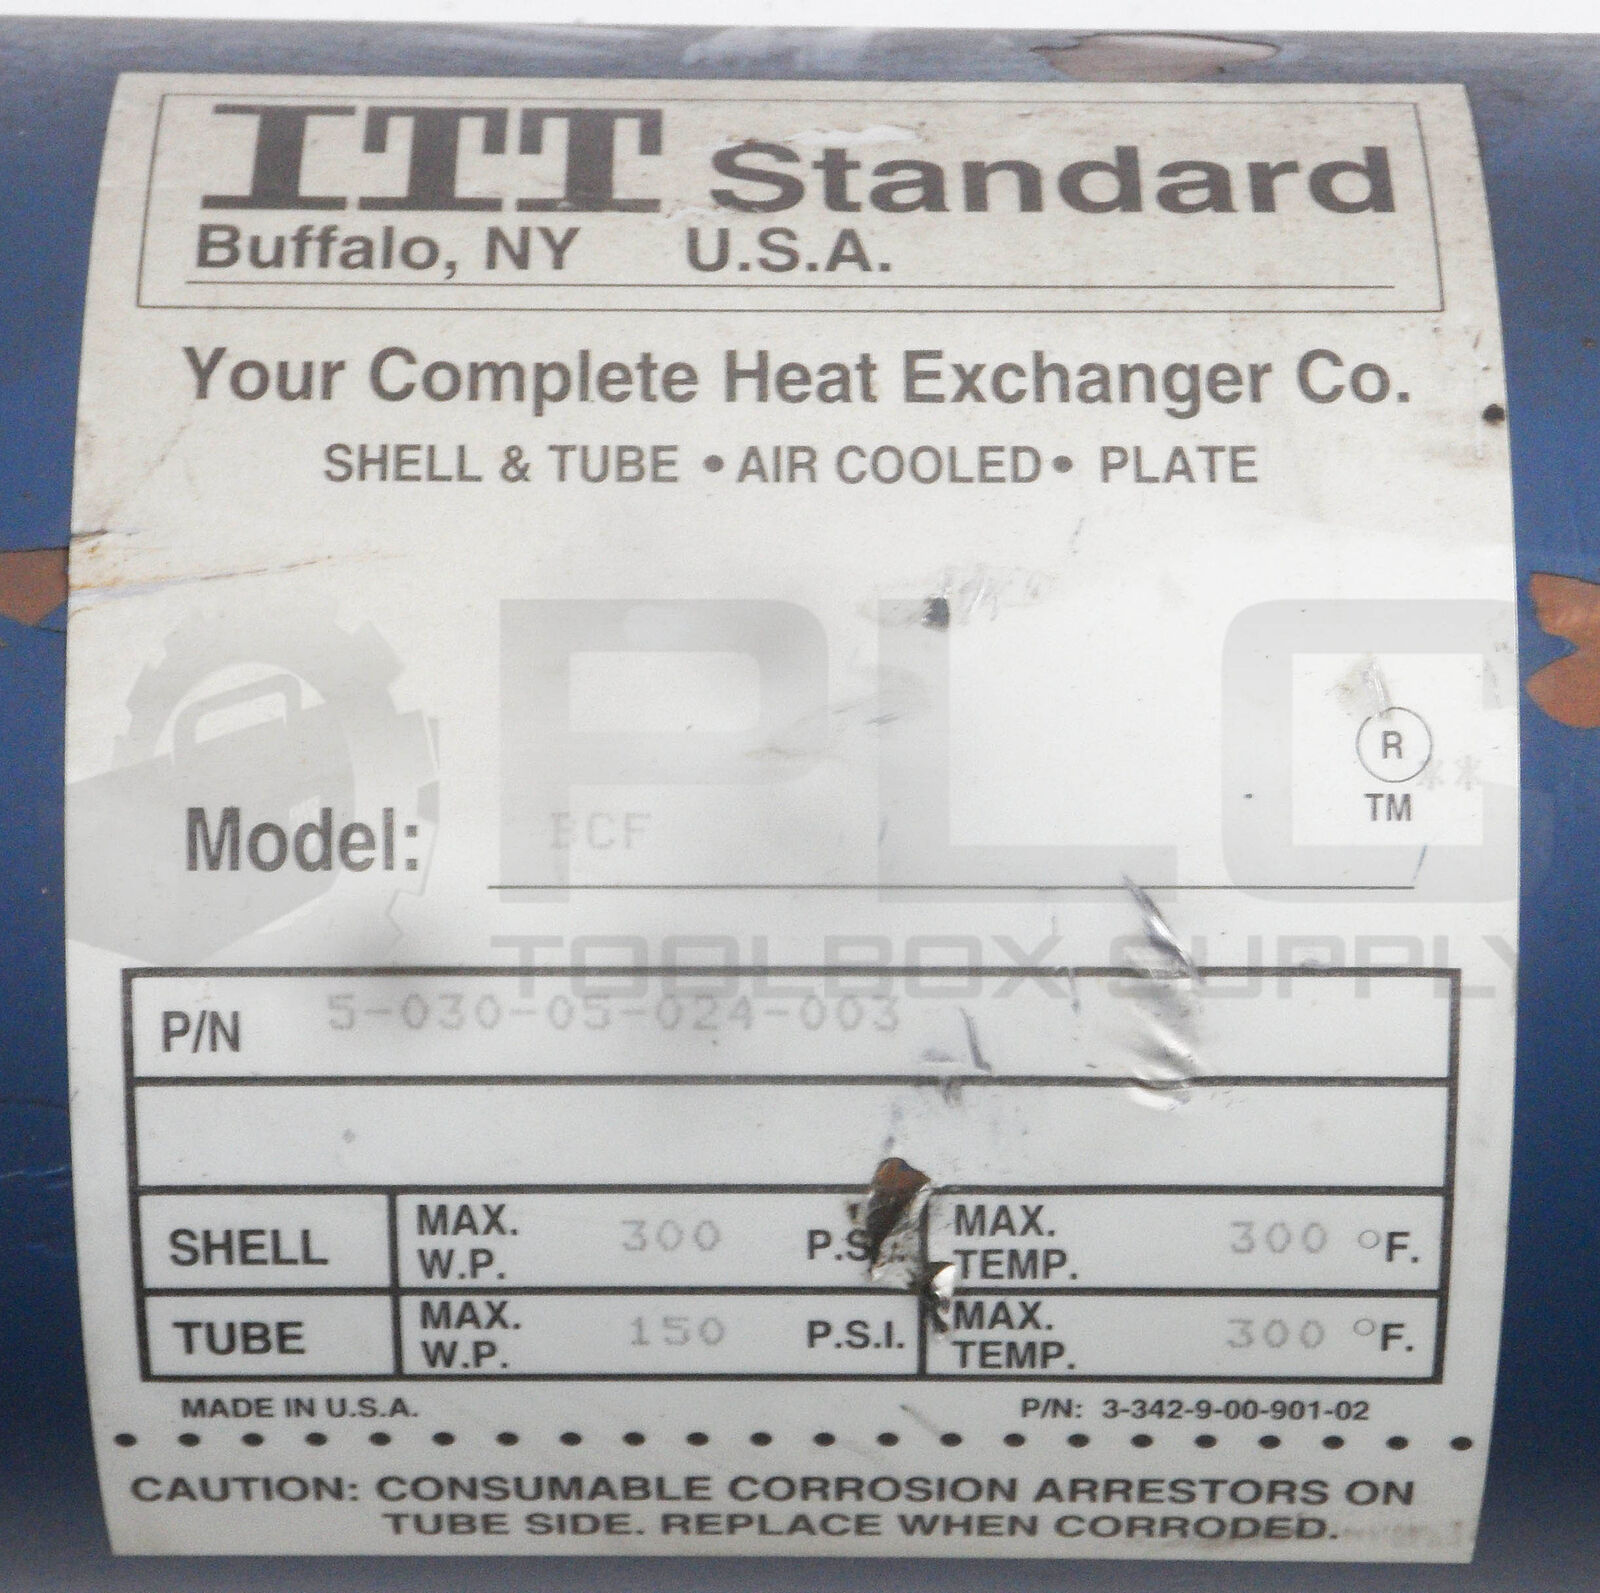 ITT Standard
Buffalo, NY U.S.A.
Your Complete Heat Exchanger Co.
SHELL & TUBE • AIR COOLED • PLATE
PLC
TOOLBOX SUPPLY
R
**
TM
Model: BCF
P/N 5-030-05-024-003
SHELL MAX. W.P. 300 P.S.I. MAX. TEMP. 300 °F.
TUBE MAX. W.P. 150 P.S.I. MAX. TEMP. 300 °F.
MADE IN U.S.A. P/N: 3-342-9-00-901-02
CAUTION: CONSUMABLE CORROSION ARRESTORS ON
TUBE SIDE. REPLACE WHEN CORRODED.